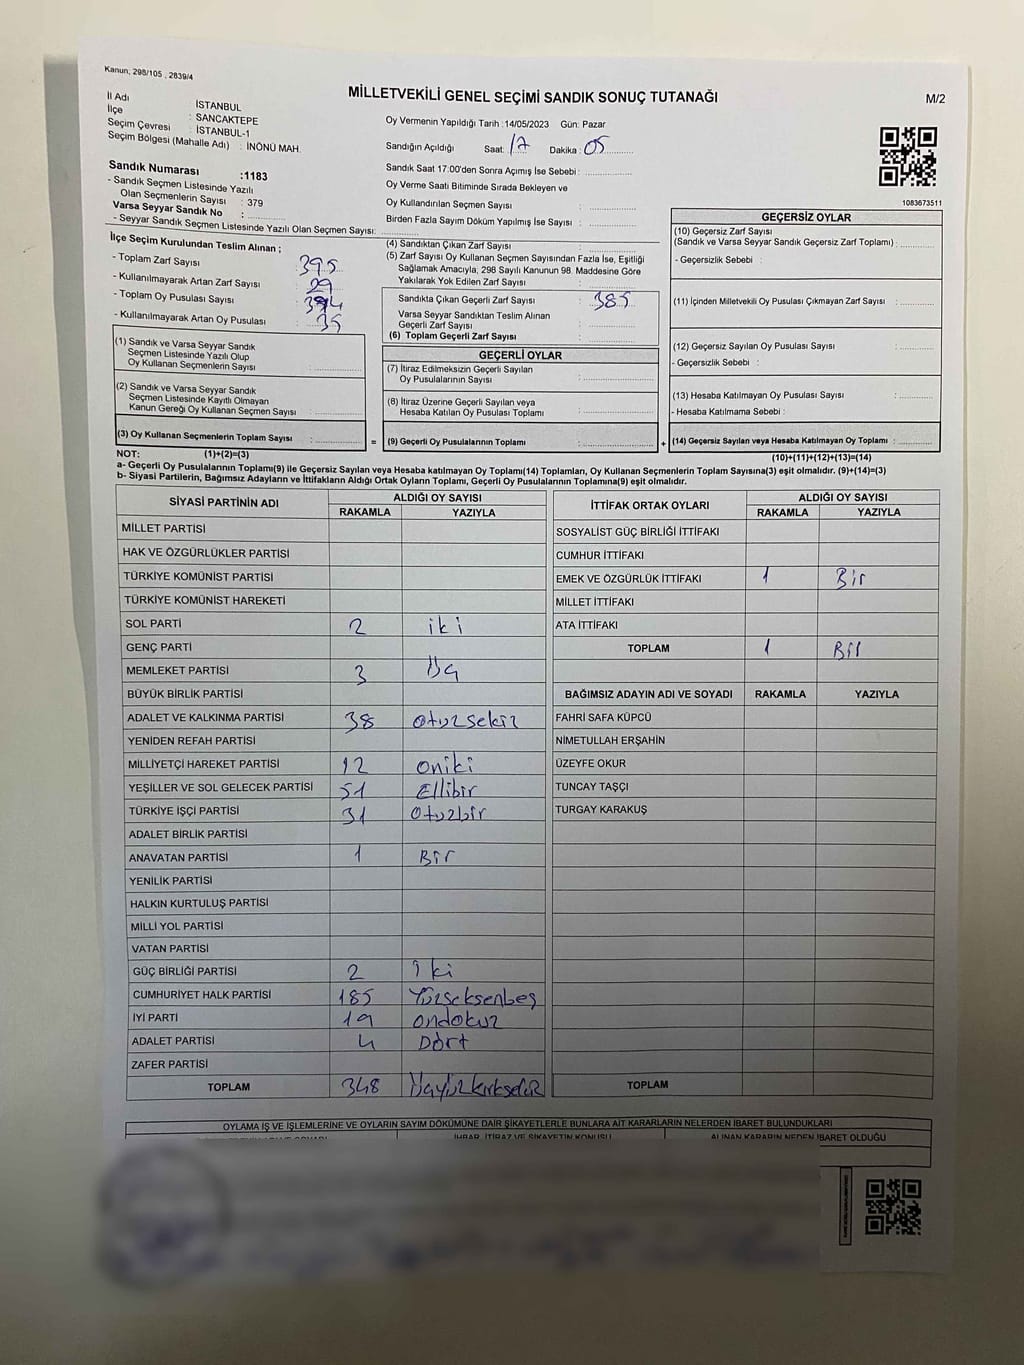 Kanun; 298/105 , 2839/4
MİLLETVEKİLİ GENEL SEÇİMİ SANDIK SONUÇ TUTANAĞI
M/2
İl Adı : İSTANBUL
İlçe : SANCAKTEPE
Seçim Çevresi : İSTANBUL-1
Seçim Bölgesi (Mahalle Adı) : İNÖNÜ MAH.
Sandık Numarası :1183
- Sandık Seçmen Listesinde Yazılı
Olan Seçmenlerin Sayısı : 379
Varsa Seyyar Sandık No :
- Seyyar Sandık Seçmen Listesinde Yazılı Olan Seçmen Sayısı:
Oy Vermenin Yapıldığı Tarih :14/05/2023 Gün: Pazar
Sandığın Açıldığı Saat: 17 Dakika : 05
Sandık Saat 17:00'den Sonra Açımış İse Sebebi :
Oy Verme Saati Bitiminde Sırada Bekleyen ve
Oy Kullandırılan Seçmen Sayısı :
Birden Fazla Sayım Döküm Yapılmış İse Sayısı :
1083673511
İlçe Seçim Kurulundan Teslim Alınan ;
- Toplam Zarf Sayısı : 395
- Kullanılmayarak Artan Zarf Sayısı : 29
- Toplam Oy Pusulası Sayısı : 394
- Kullanılmayarak Artan Oy Pusulası : 35
(1) Sandık ve Varsa Seyyar Sandık
Seçmen Listesinde Yazılı Olup
Oy Kullanan Seçmenlerin Sayısı :
(2) Sandık ve Varsa Seyyar Sandık
Seçmen Listesinde Kayıtlı Olmayan
Kanun Gereği Oy Kullanan Seçmen Sayısı :
(3) Oy Kullanan Seçmenlerin Toplam Sayısı :
(4) Sandıktan Çıkan Zarf Sayısı :
(5) Zarf Sayısı Oy Kullanan Seçmen Sayısından Fazla İse, Eşitliği
Sağlamak Amacıyla, 298 Sayılı Kanunun 98. Maddesine Göre
Yakılarak Yok Edilen Zarf Sayısı :
Sandıkta Çıkan Geçerli Zarf Sayısı : 385
Varsa Seyyar Sandıktan Teslim Alınan
Geçerli Zarf Sayısı :
(6) Toplam Geçerli Zarf Sayısı :
GEÇERLİ OYLAR
(7) İtiraz Edilmeksizin Geçerli Sayılan
Oy Pusulalarının Sayısı :
(8) İtiraz Üzerine Geçerli Sayılan veya
Hesaba Katılan Oy Pusulası Toplamı :
= (9) Geçerli Oy Pusulalarının Toplamı :
GEÇERSİZ OYLAR
(10) Geçersiz Zarf Sayısı
(Sandık ve Varsa Seyyar Sandık Geçersiz Zarf Toplamı) :
- Geçersizlik Sebebi :
(11) İçinden Milletvekili Oy Pusulası Çıkmayan Zarf Sayısı :
(12) Geçersiz Sayılan Oy Pusulası Sayısı :
- Geçersizlik Sebebi :
(13) Hesaba Katılmayan Oy Pusulası Sayısı :
- Hesaba Katılmama Sebebi :
+ (14) Geçersiz Sayılan veya Hesaba Katılmayan Oy Toplamı :
NOT: (1)+(2)=(3) (10)+(11)+(12)+(13)=(14)
a- Geçerli Oy Pusulalarının Toplamı(9) ile Geçersiz Sayılan veya Hesaba katılmayan Oy Toplamı(14) Toplamları, Oy Kullanan Seçmenlerin Toplam Sayısına(3) eşit olmalıdır. (9)+(14)=(3)
b- Siyasi Partilerin, Bağımsız Adayların ve İttifakların Aldığı Ortak Oyların Toplamı, Geçerli Oy Pusulalarının Toplamına(9) eşit olmalıdır.
SİYASİ PARTİNİN ADI ALDIĞI OY SAYISI
RAKAMLA YAZIYLA
MİLLET PARTİSİ
HAK VE ÖZGÜRLÜKLER PARTİSİ
TÜRKİYE KOMÜNİST PARTİSİ
TÜRKİYE KOMÜNİST HAREKETİ
SOL PARTİ 2 iki
GENÇ PARTİ
MEMLEKET PARTİSİ 3 Üç
BÜYÜK BİRLİK PARTİSİ
ADALET VE KALKINMA PARTİSİ 38 otuzsekiz
YENİDEN REFAH PARTİSİ
MİLLİYETÇİ HAREKET PARTİSİ 12 oniki
YEŞİLLER VE SOL GELECEK PARTİSİ 51 Ellibir
TÜRKİYE İŞÇİ PARTİSİ 31 Otuzbir
ADALET BİRLİK PARTİSİ
ANAVATAN PARTİSİ 1 Bir
YENİLİK PARTİSİ
HALKIN KURTULUŞ PARTİSİ
MİLLİ YOL PARTİSİ
VATAN PARTİSİ
GÜÇ BİRLİĞİ PARTİSİ 2 iki
CUMHURİYET HALK PARTİSİ 185 Yüzseksenbeş
İYİ PARTİ 19 ondokuz
ADALET PARTİSİ 4 Dört
ZAFER PARTİSİ
TOPLAM 348 Üçyüzkırksekiz
İTTİFAK ORTAK OYLARI ALDIĞI OY SAYISI
RAKAMLA YAZIYLA
SOSYALİST GÜÇ BİRLİĞİ İTTİFAKI
CUMHUR İTTİFAKI
EMEK VE ÖZGÜRLÜK İTTİFAKI 1 Bir
MİLLET İTTİFAKI
ATA İTTİFAKI
TOPLAM 1 Bir
BAĞIMSIZ ADAYIN ADI VE SOYADI RAKAMLA YAZIYLA
FAHRİ SAFA KÜPCÜ
NİMETULLAH ERŞAHİN
ÜZEYFE OKUR
TUNCAY TAŞÇI
TURGAY KARAKUŞ
TOPLAM
OYLAMA İŞ VE İŞLEMLERİNE VE OYLARIN SAYIM DÖKÜMÜNE DAİR ŞİKAYETLERLE BUNLARA AİT KARARLARIN NELERDEN İBARET BULUNDUKLARI
İHBAR, İTİRAZ VE ŞİKAYETİN KONUSU ALINAN KARARIN NEDEN İBARET OLDUĞU